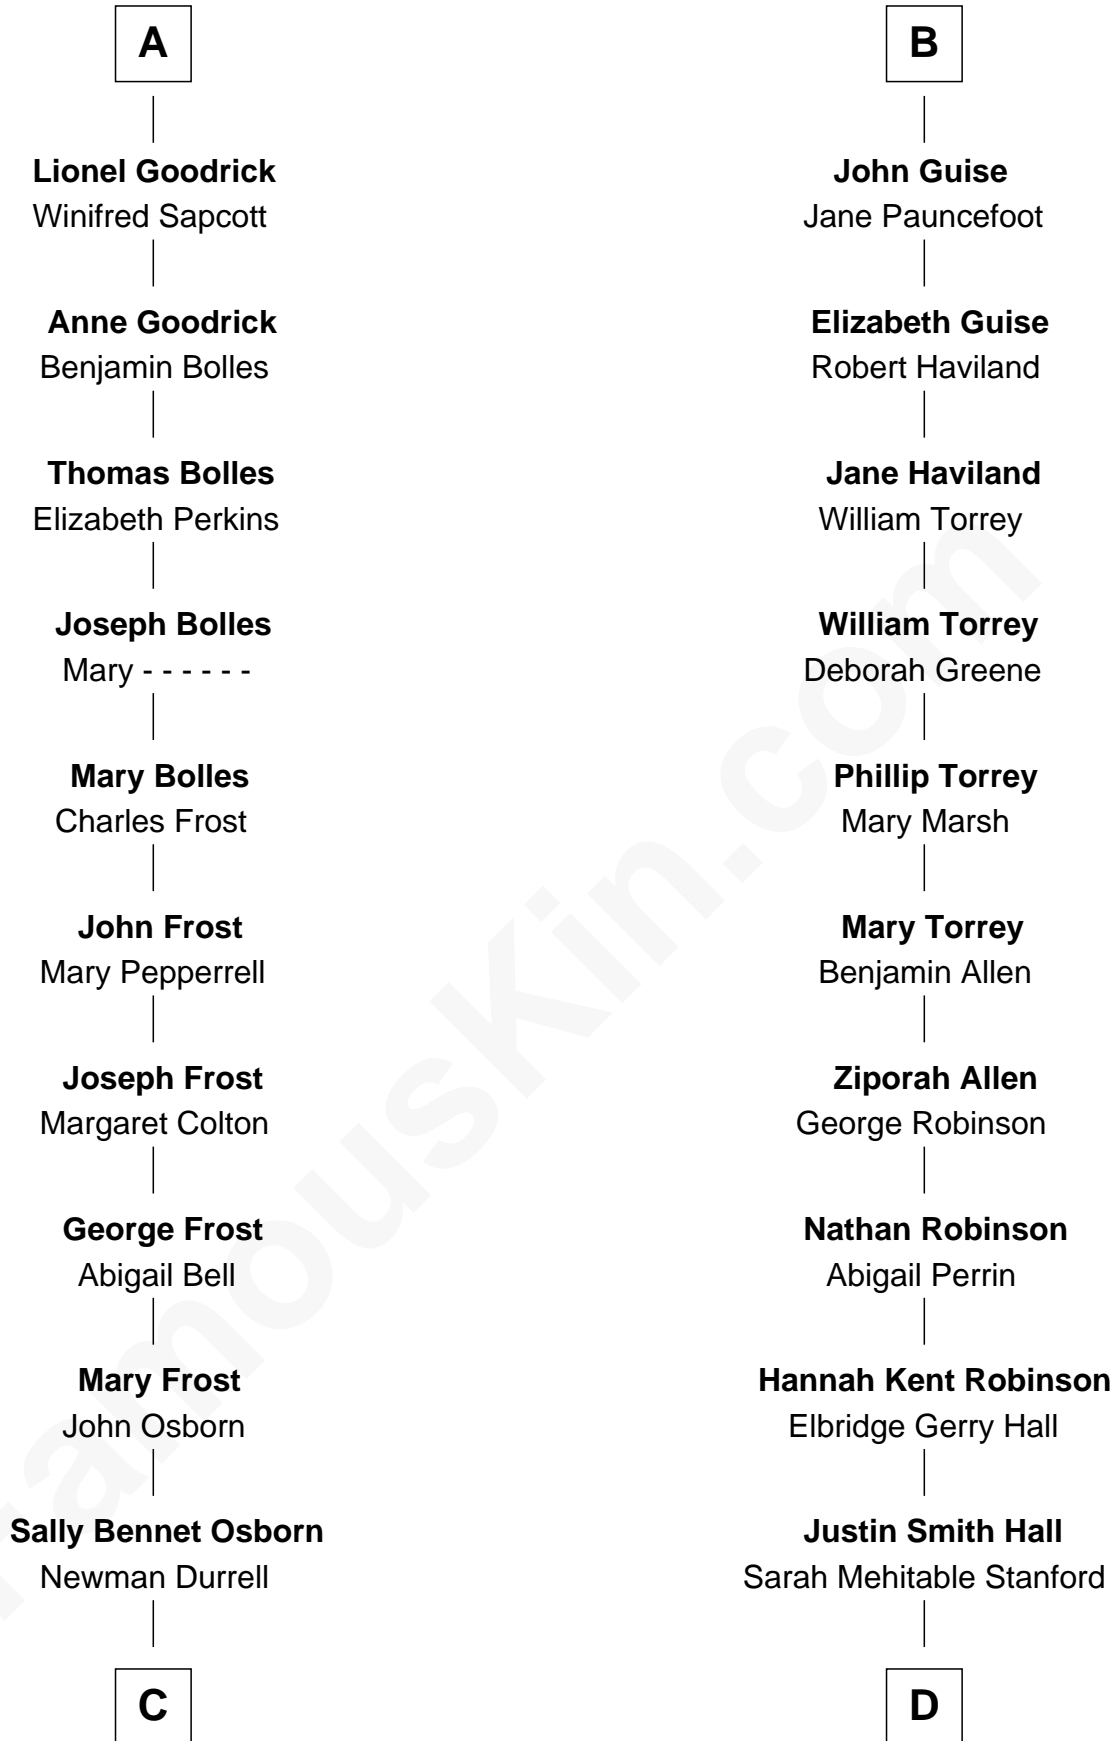 A
Lionel Goodrick
Winifred Sapcott
Anne Goodrick
Benjamin Bolles
Thomas Bolles
Elizabeth Perkins
Joseph Bolles
Mary - - - - - -
Mary Bolles
Charles Frost
John Frost
Mary Pepperrell
Joseph Frost
Margaret Colton
George Frost
Abigail Bell
Mary Frost
John Osborn
Sally Bennet Osborn
Newman Durrell
C
B
John Guise
Jane Pauncefoot
Elizabeth Guise
Robert Haviland
Jane Haviland
William Torrey
William Torrey
Deborah Greene
Phillip Torrey
Mary Marsh
Mary Torrey
Benjamin Allen
Ziporah Allen
George Robinson
Nathan Robinson
Abigail Perrin
Hannah Kent Robinson
Elbridge Gerry Hall
Justin Smith Hall
Sarah Mehitable Stanford
D
FamousKin.com